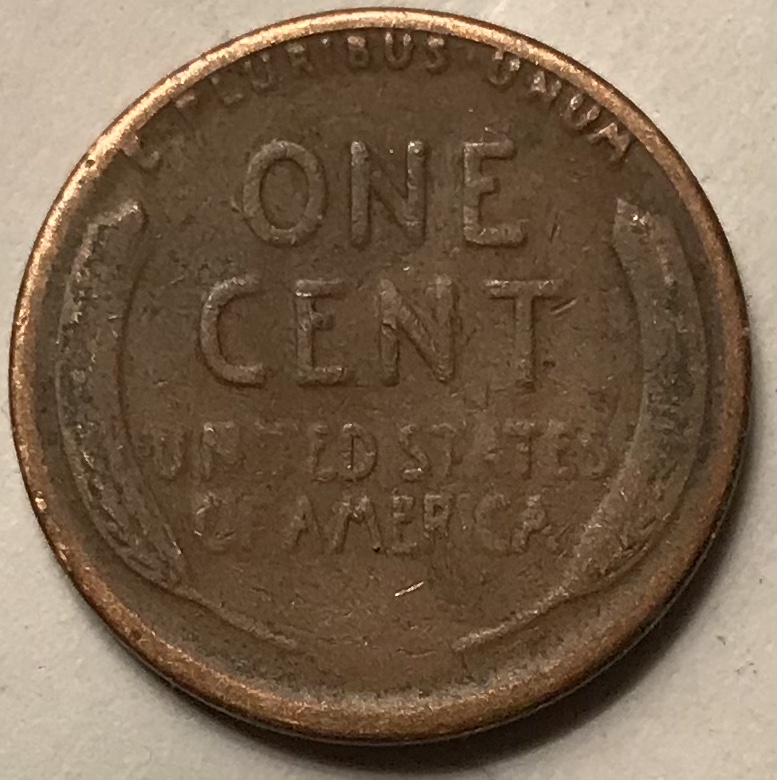 E PLURIBUS UNUM
ONE
CENT
UNITED STATES
OF AMERICA